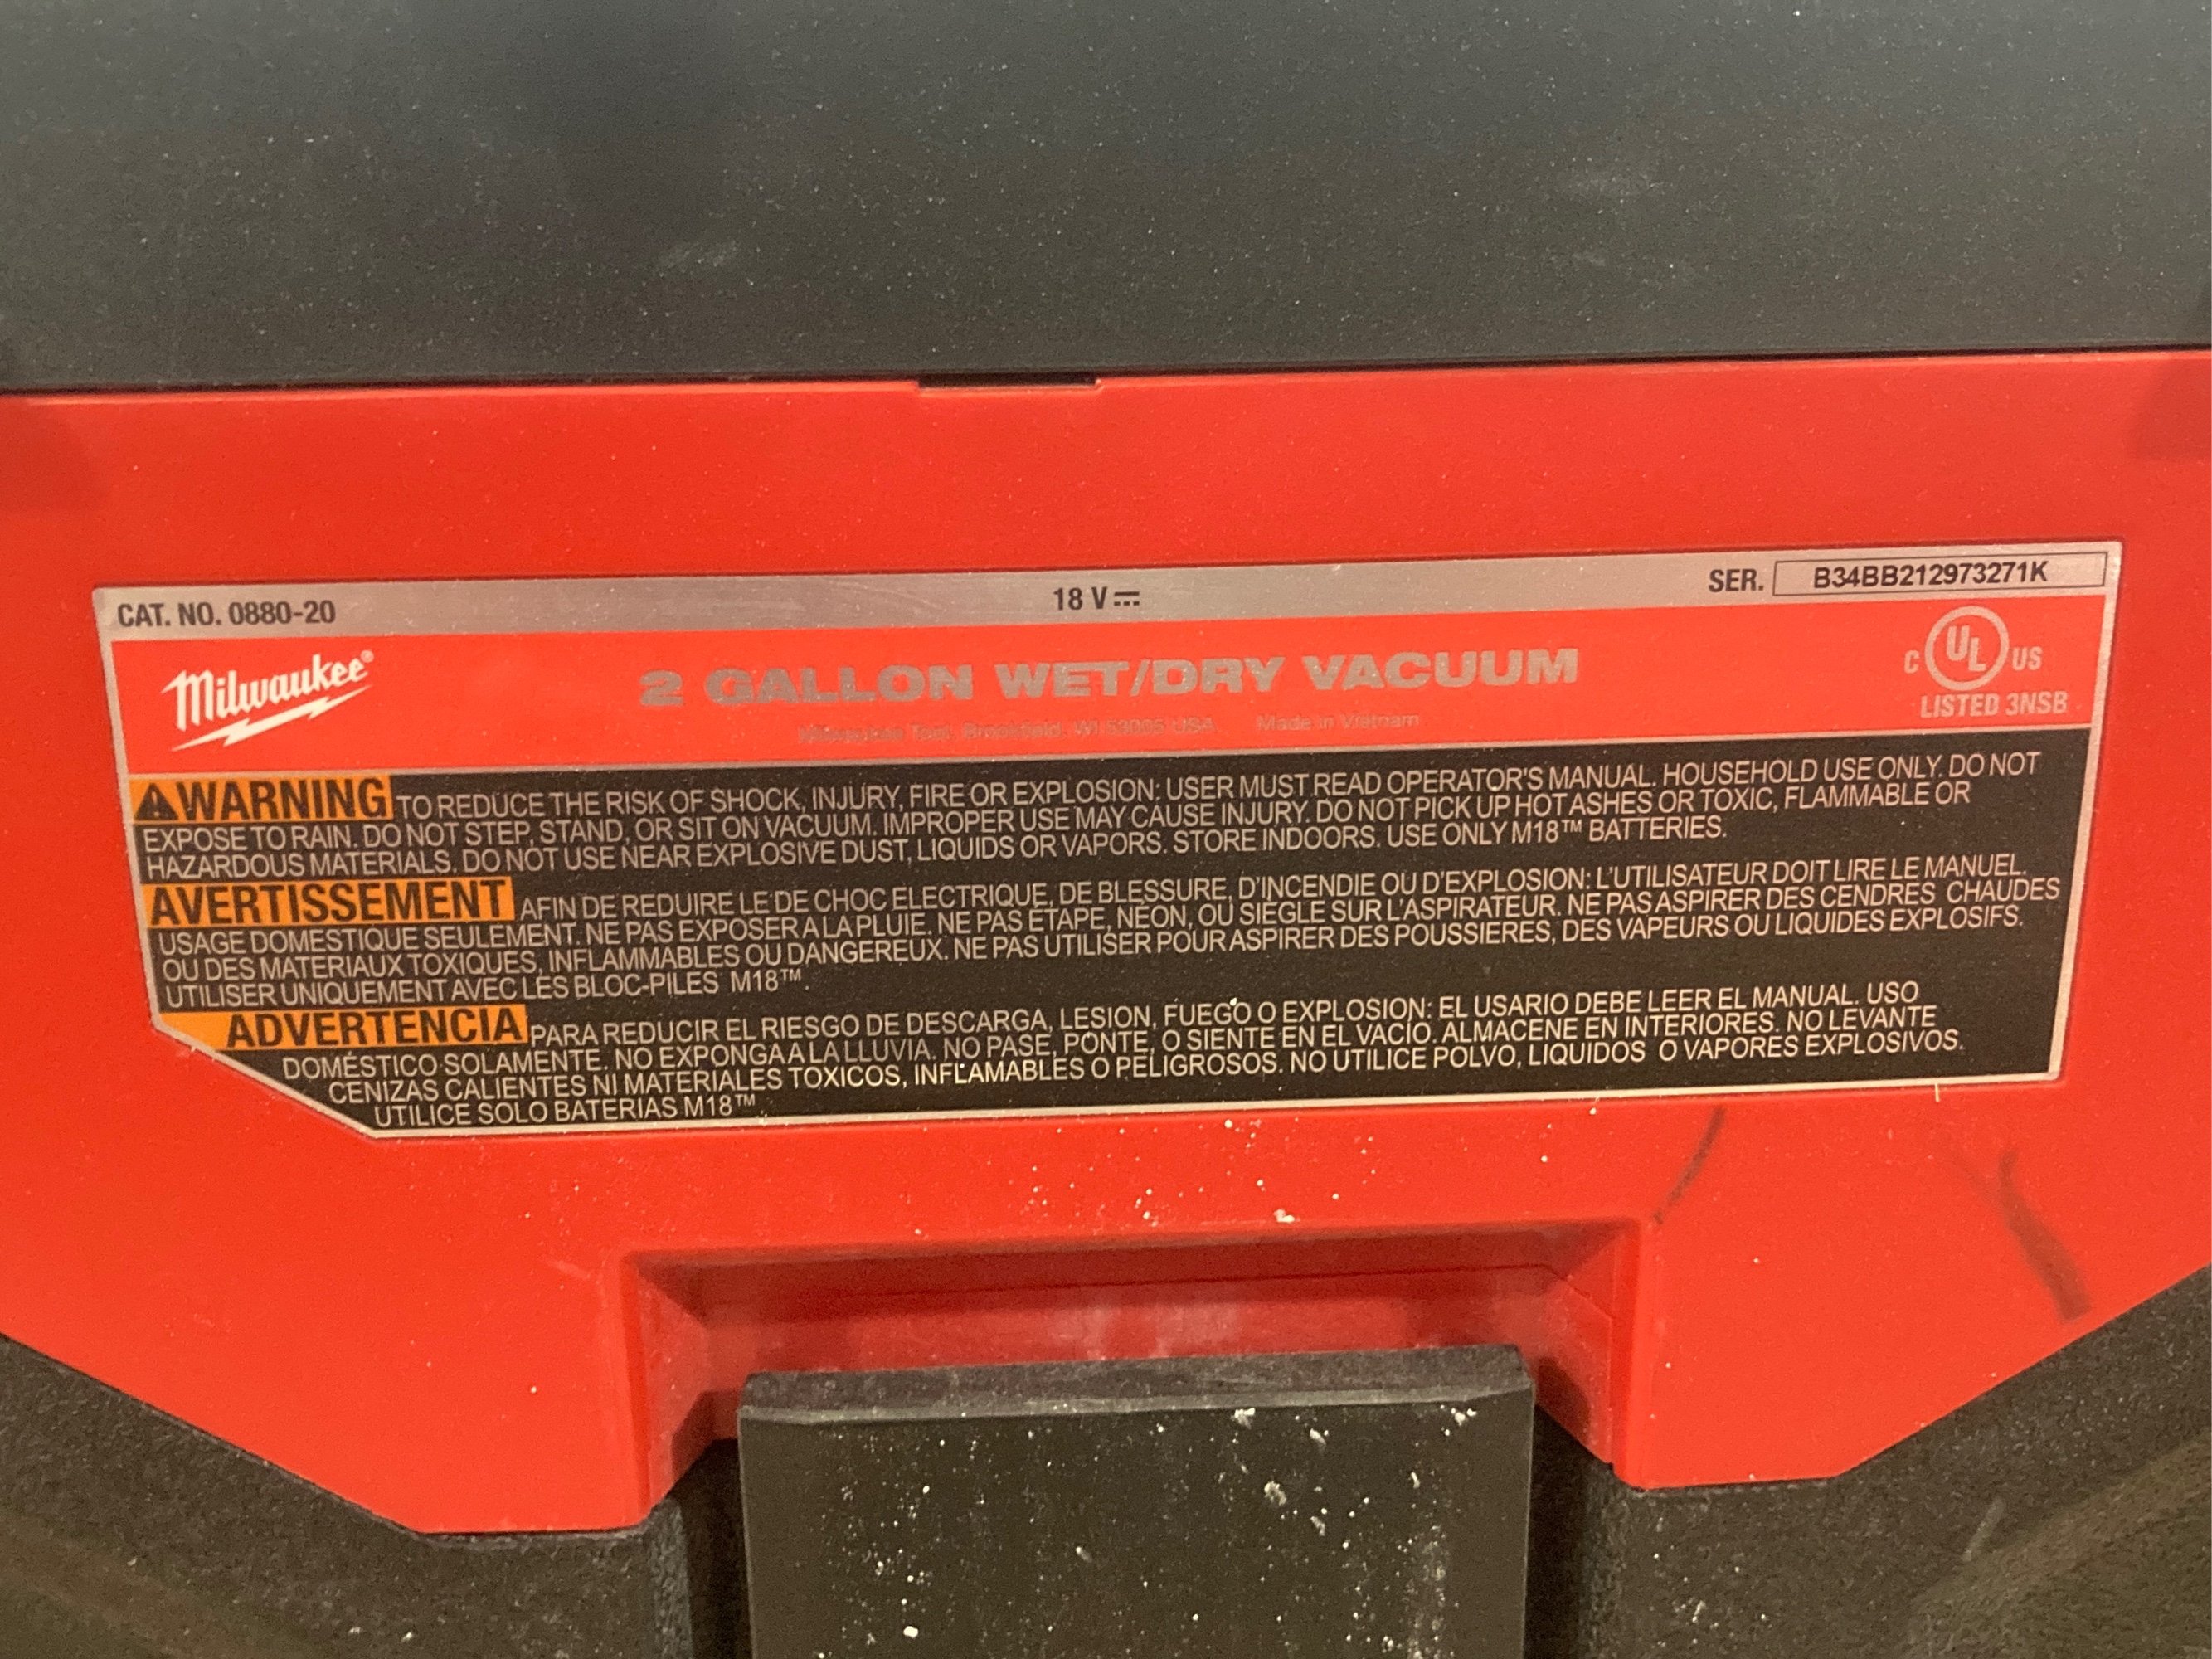 CAT. NO. 0880-20
18 V
SER. B34BB212973271K
Milwaukee®
2 GALLON WET/DRY VACUUM
C UL US
LISTED 3NSB
Milwaukee Tool, Brookfield, WI 53005 USA Made in Vietnam
WARNING TO REDUCE THE RISK OF SHOCK, INJURY, FIRE OR EXPLOSION: USER MUST READ OPERATOR'S MANUAL. HOUSEHOLD USE ONLY. DO NOT
EXPOSE TO RAIN. DO NOT STEP, STAND, OR SIT ON VACUUM. IMPROPER USE MAY CAUSE INJURY. DO NOT PICK UP HOT ASHES OR TOXIC, FLAMMABLE OR
HAZARDOUS MATERIALS. DO NOT USE NEAR EXPLOSIVE DUST, LIQUIDS OR VAPORS. STORE INDOORS. USE ONLY M18™ BATTERIES.
AVERTISSEMENT AFIN DE REDUIRE LE DE CHOC ELECTRIQUE, DE BLESSURE, D'INCENDIE OU D'EXPLOSION: L'UTILISATEUR DOIT LIRE LE MANUEL.
USAGE DOMESTIQUE SEULEMENT. NE PAS EXPOSER A LA PLUIE. NE PAS ÉTAPE, NÉON, OU SIÈGLE SUR L'ASPIRATEUR. NE PAS ASPIRER DES CENDRES CHAUDES
OU DES MATERIAUX TOXIQUES, INFLAMMABLES OU DANGEREUX. NE PAS UTILISER POUR ASPIRER DES POUSSIERES, DES VAPEURS OU LIQUIDES EXPLOSIFS.
UTILISER UNIQUEMENT AVEC LES BLOC-PILES M18™.
ADVERTENCIA PARA REDUCIR EL RIESGO DE DESCARGA, LESION, FUEGO O EXPLOSION: EL USARIO DEBE LEER EL MANUAL. USO
DOMÉSTICO SOLAMENTE. NO EXPONGA A LA LLUVIA. NO PASE, PONTE, O SIENTE EN EL VACÍO. ALMACENE EN INTERIORES. NO LEVANTE
CENIZAS CALIENTES NI MATERIALES TOXICOS, INFLAMABLES O PELIGROSOS. NO UTILICE POLVO, LIQUIDOS O VAPORES EXPLOSIVOS.
UTILICE SOLO BATERIAS M18™